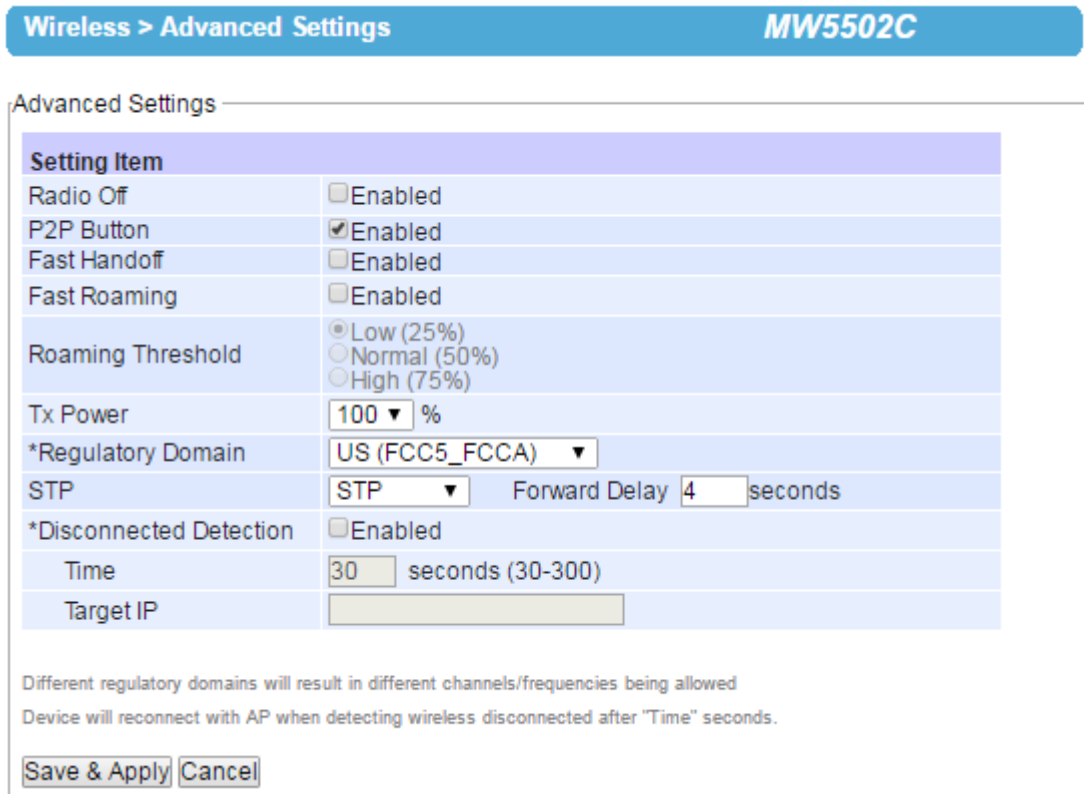 Wireless > Advanced Settings MW5502C
Advanced Settings
Setting Item
Radio Off Enabled
P2P Button Enabled
Fast Handoff Enabled
Fast Roaming Enabled
Roaming Threshold
Low (25%)
Normal (50%)
High (75%)
Tx Power 100 %
*Regulatory Domain US (FCC5_FCCA)
STP STP Forward Delay 4 seconds
*Disconnected Detection Enabled
Time 30 seconds (30-300)
Target IP
Different regulatory domains will result in different channels/frequencies being allowed
Device will reconnect with AP when detecting wireless disconnected after "Time" seconds.
Save & Apply Cancel